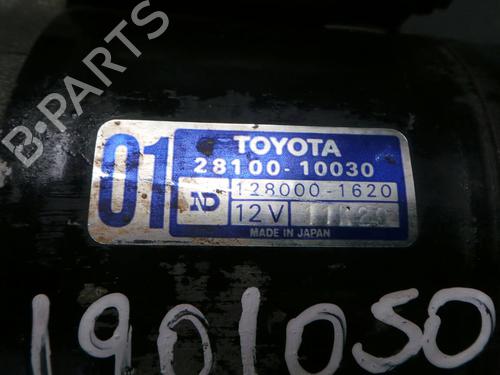 B-PARTS
01
TOYOTA
28100-10030
ND 128000-1620
12V
MADE IN JAPAN
1901050